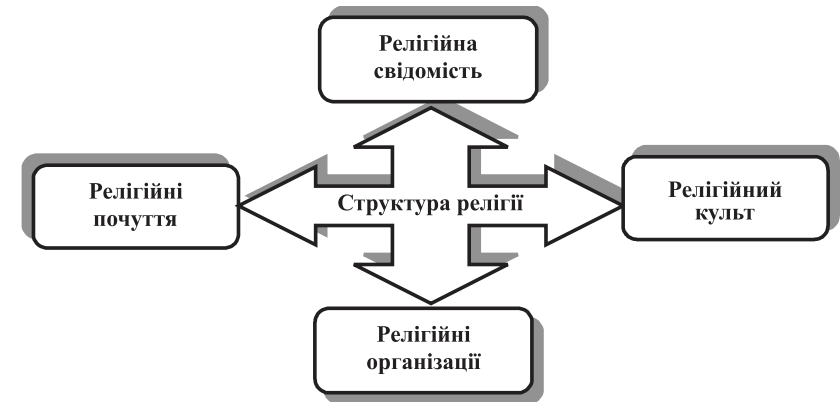 Релігійна
свідомість
Релігійні
почуття
Структура релігії
Релігійний
культ
Релігійні
організації